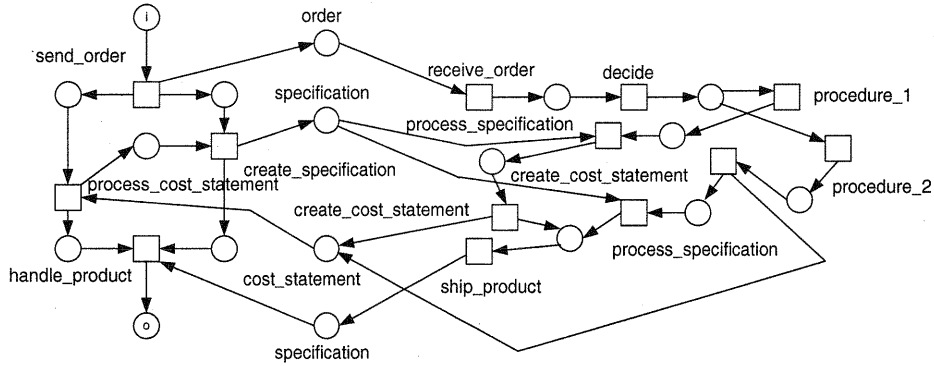 i
order
send_order
receive_order
decide
specification
procedure_1
process_specification
create_specification
process_cost_statement
create_cost_statement
procedure_2
create_cost_statement
process_specification
handle_product
cost_statement
ship_product
o
specification